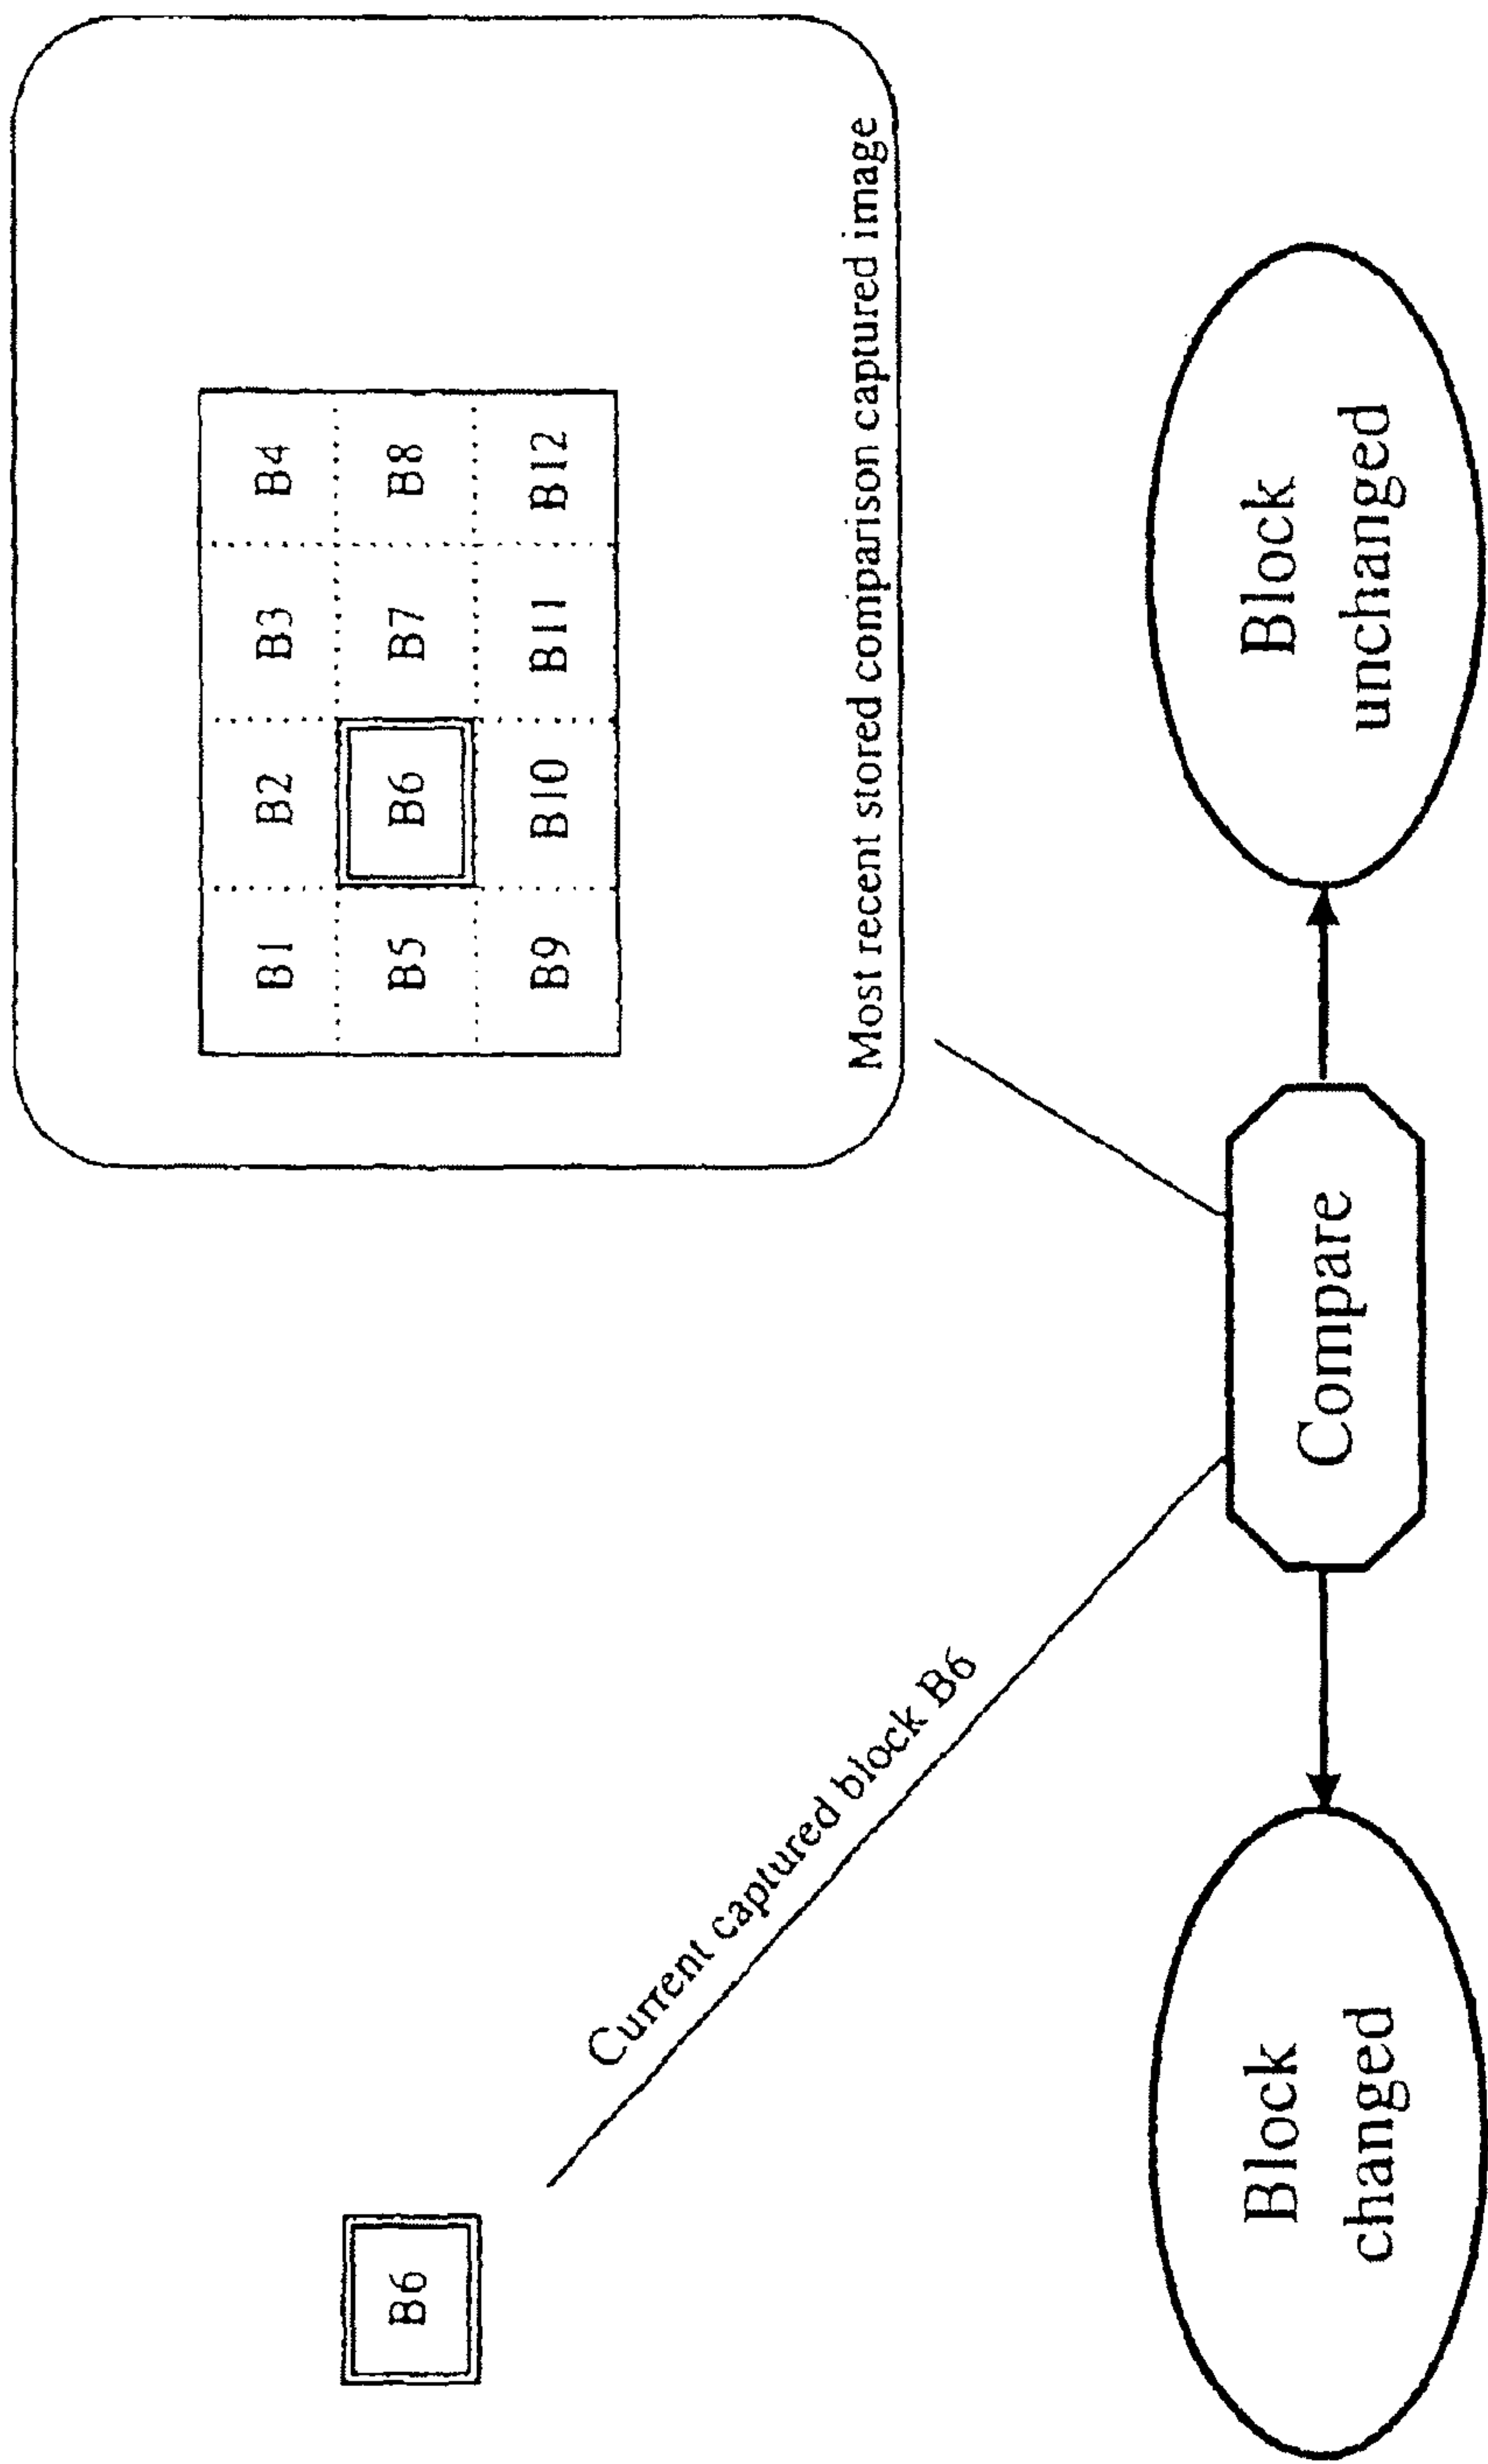 B6
B1 B2 B3 B4
B5 B6 B7 B8
B9 B10 B11 B12
Most recent stored comparison captured image
Current captured block B6
Block
changed
Compare
Block
unchanged